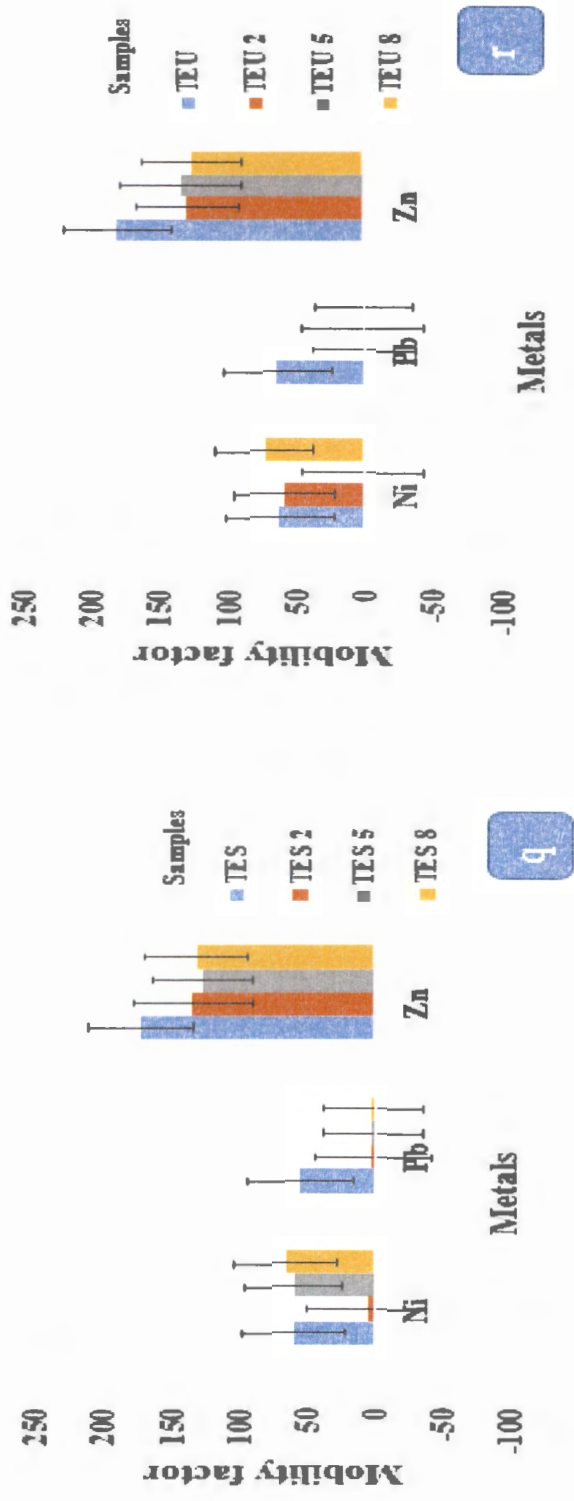 250
200
150
100
50
0
-50
-100
Mobility factor
Ni
Pb
Zn
Metals
Samples
TES
TES 2
TES 5
TES 8
q
250
200
150
100
50
0
-50
-100
Mobility factor
Ni
Pb
Zn
Metals
Samples
TEU
TEU 2
TEU 5
TEU 8
r